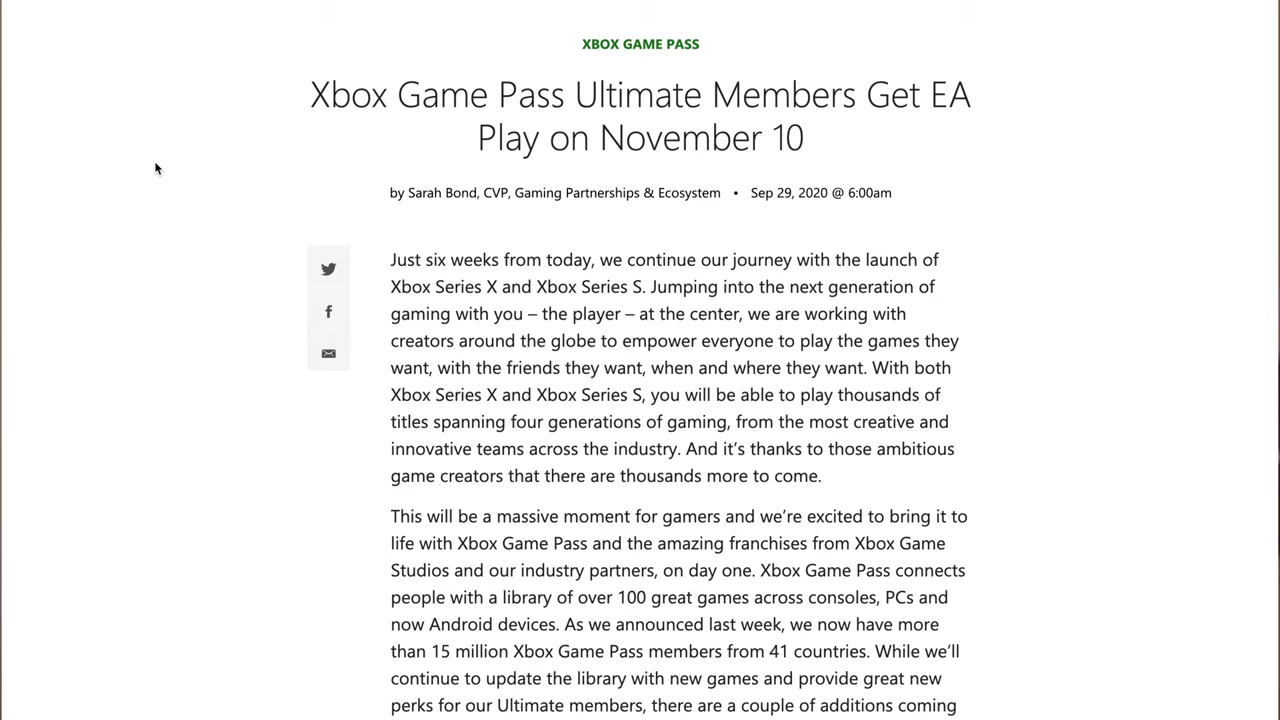 XBOX GAME PASS
Xbox Game Pass Ultimate Members Get EA
Play on November 10
by Sarah Bond, CVP, Gaming Partnerships & Ecosystem • Sep 29, 2020 @ 6:00am
Just six weeks from today, we continue our journey with the launch of
Xbox Series X and Xbox Series S. Jumping into the next generation of
gaming with you – the player – at the center, we are working with
creators around the globe to empower everyone to play the games they
want, with the friends they want, when and where they want. With both
Xbox Series X and Xbox Series S, you will be able to play thousands of
titles spanning four generations of gaming, from the most creative and
innovative teams across the industry. And it’s thanks to those ambitious
game creators that there are thousands more to come.
This will be a massive moment for gamers and we’re excited to bring it to
life with Xbox Game Pass and the amazing franchises from Xbox Game
Studios and our industry partners, on day one. Xbox Game Pass connects
people with a library of over 100 great games across consoles, PCs and
now Android devices. As we announced last week, we now have more
than 15 million Xbox Game Pass members from 41 countries. While we’ll
continue to update the library with new games and provide great new
perks for our Ultimate members, there are a couple of additions coming